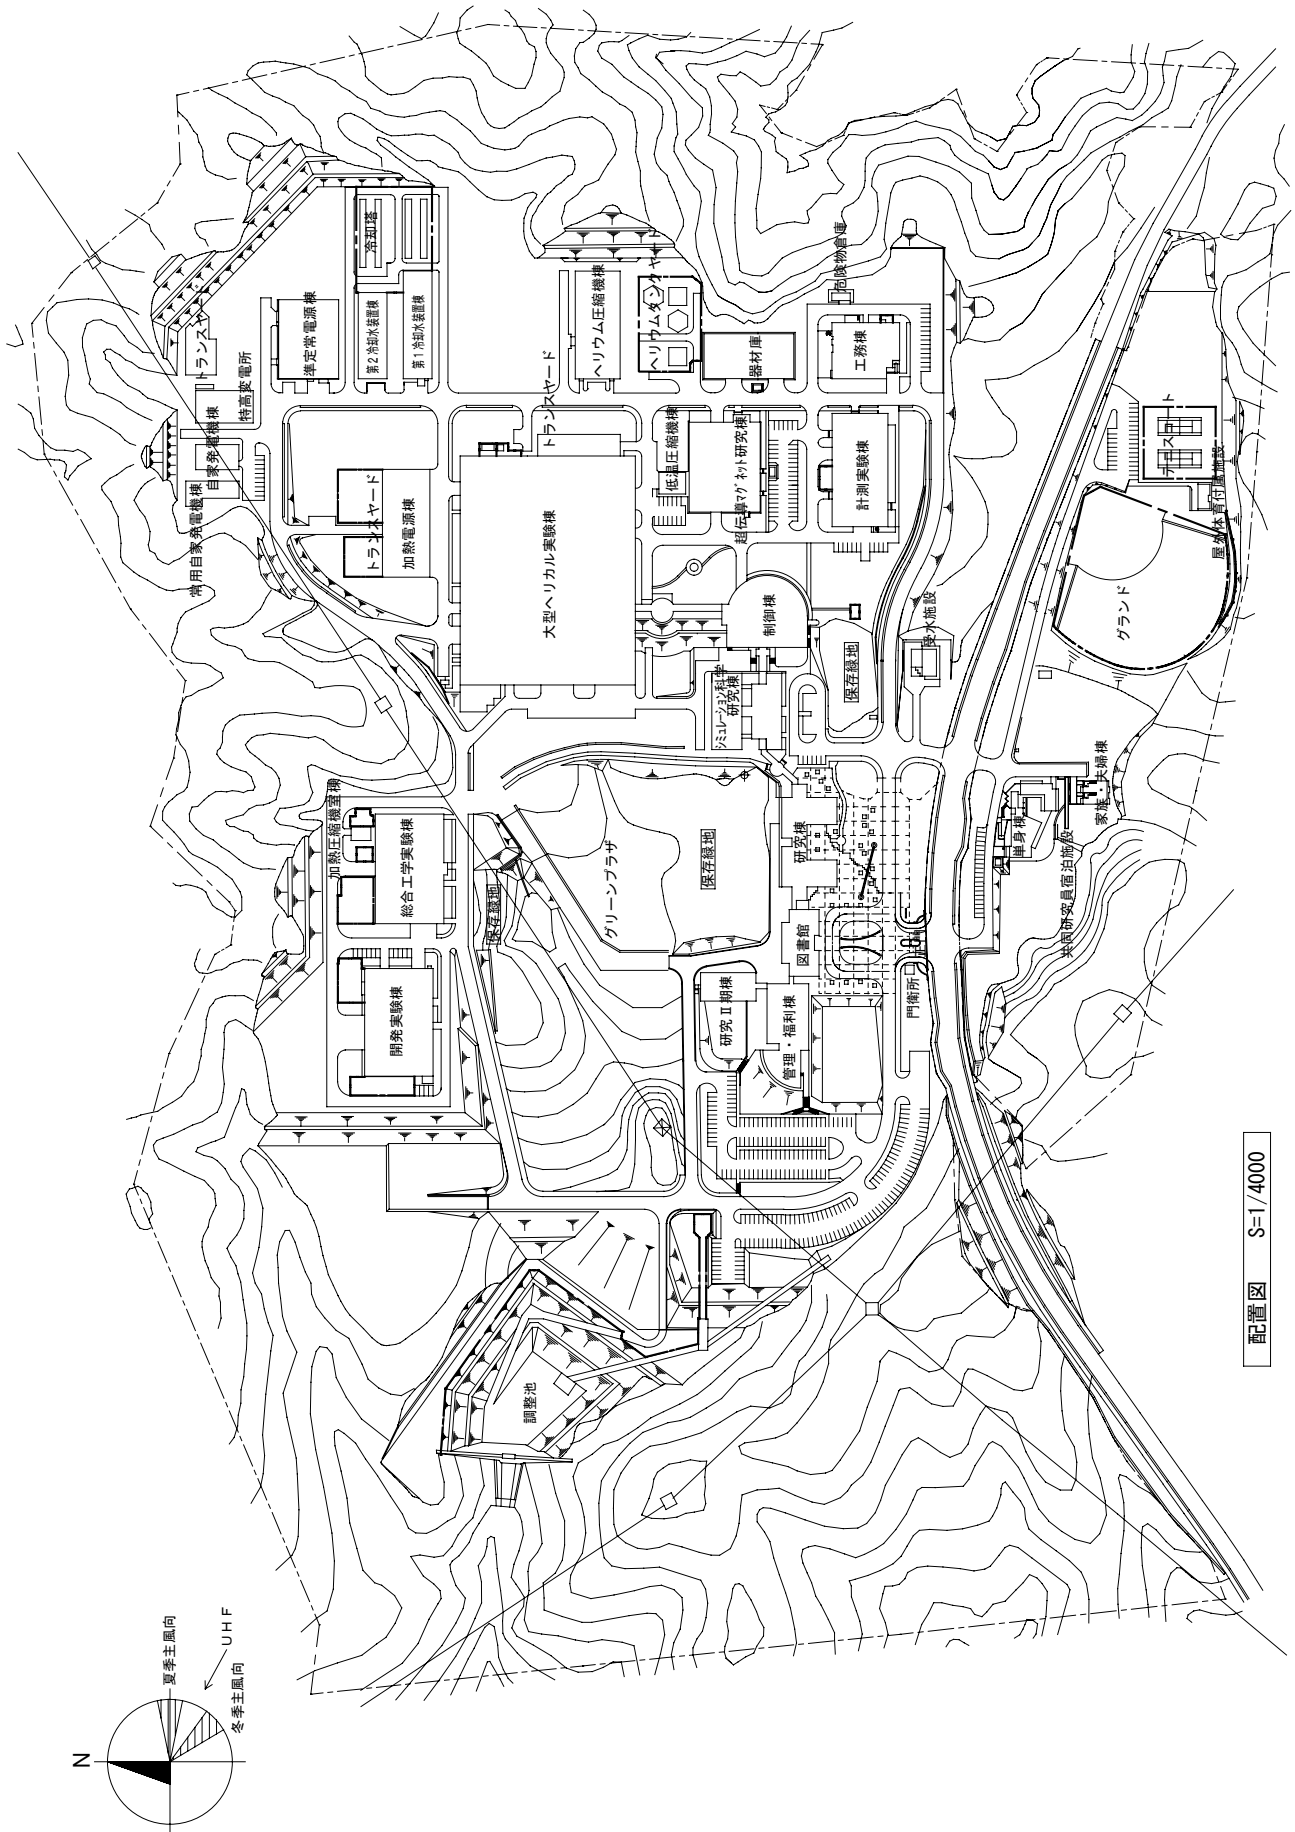 N
夏季主風向
UHF
冬季主風向
トランスヤード
特高変電所
自家発電機棟
常用自家発電機棟
準定常電源棟
冷却塔
第2冷却水装置棟
第1冷却水装置棟
トランスヤード
加熱電源棟
トランスヤード
大型ヘリカル実験棟
ヘリウム圧縮機棟
ヘリウムタンクヤード
器材庫
危険物倉庫
工務棟
低温圧縮機棟
超伝導マグネット研究棟
計測実験棟
制御棟
シミュレーション科学
研究棟
保存緑地
受水施設
テニスコート
屋外体育付属施設
グランド
加熱圧縮機室棟
総合工学実験棟
保存緑地
開発実験棟
グリーンプラザ
保存緑地
研究棟
図書館
研究Ⅱ期棟
管理・福利棟
門衛所
単身棟
家族・夫婦棟
共同研究員宿泊施設
調整池
配置図 S=1/4000